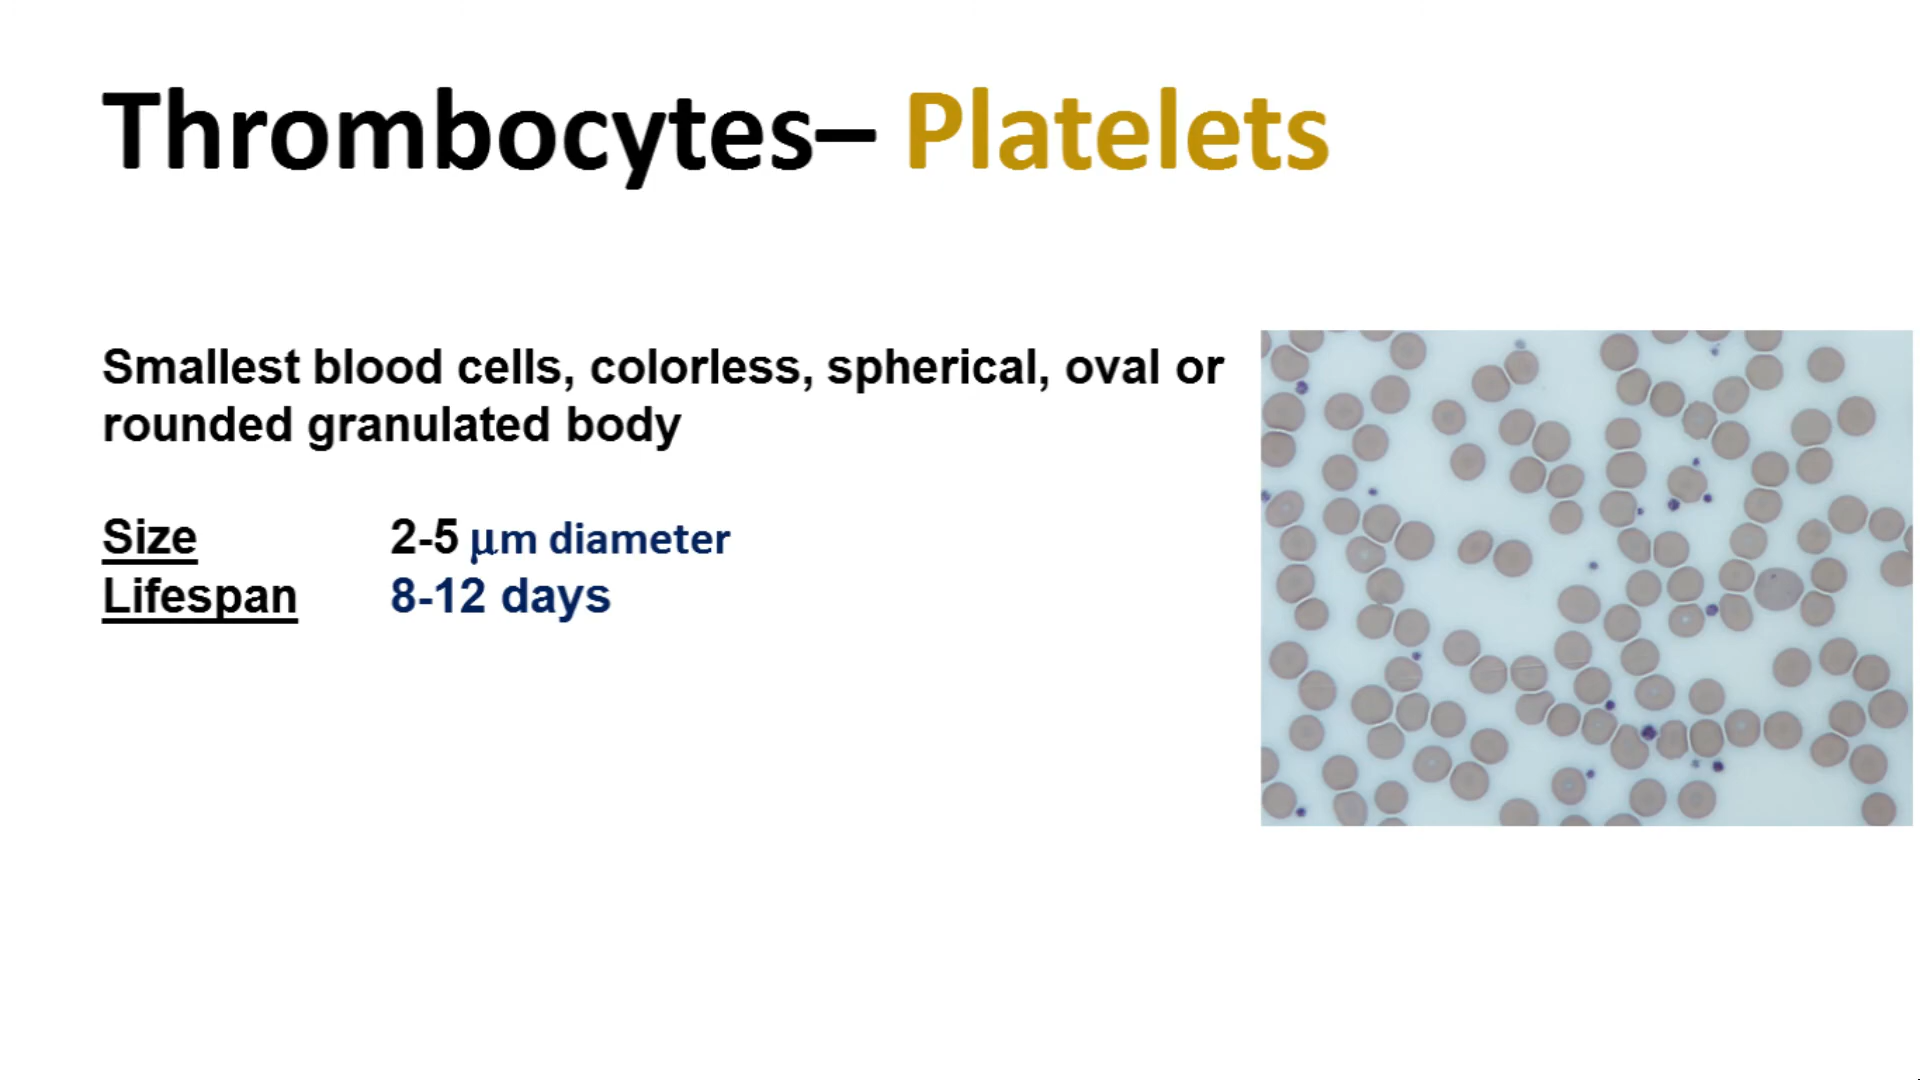 Thrombocytes– Platelets
Smallest blood cells, colorless, spherical, oval or
rounded granulated body
Size 2-5 μm diameter
Lifespan 8-12 days